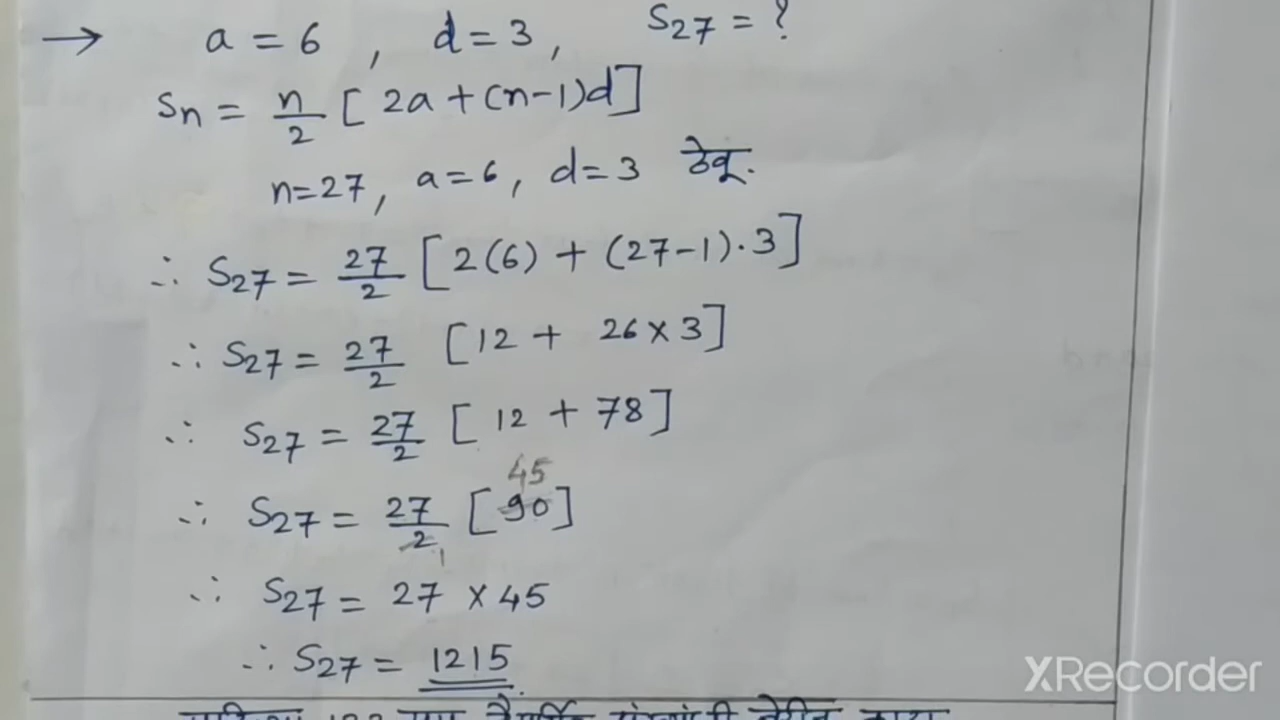 → a = 6 , d = 3 , S27 = ?
Sn = n/2 [ 2a + (n-1)d ]
n=27, a=6, d=3 ठेवू.
∴ S27 = 27/2 [ 2(6) + (27-1)·3 ]
∴ S27 = 27/2 [ 12 + 26 × 3 ]
∴ S27 = 27/2 [ 12 + 78 ]
45
∴ S27 = 27/2 [ 90 ]
1
∴ S27 = 27 × 45
∴ S27 = 1215
XRecorder